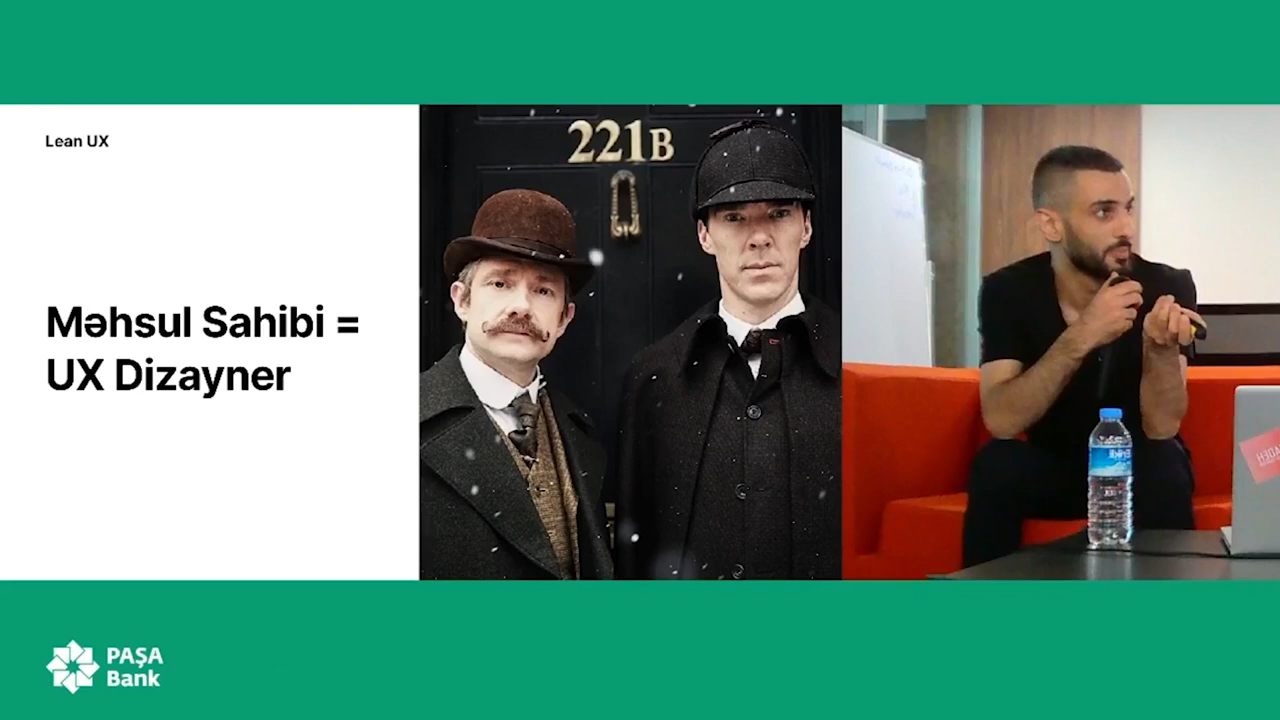 Lean UX
Məhsul Sahibi =
UX Dizayner
221B
PAŞA
Bank